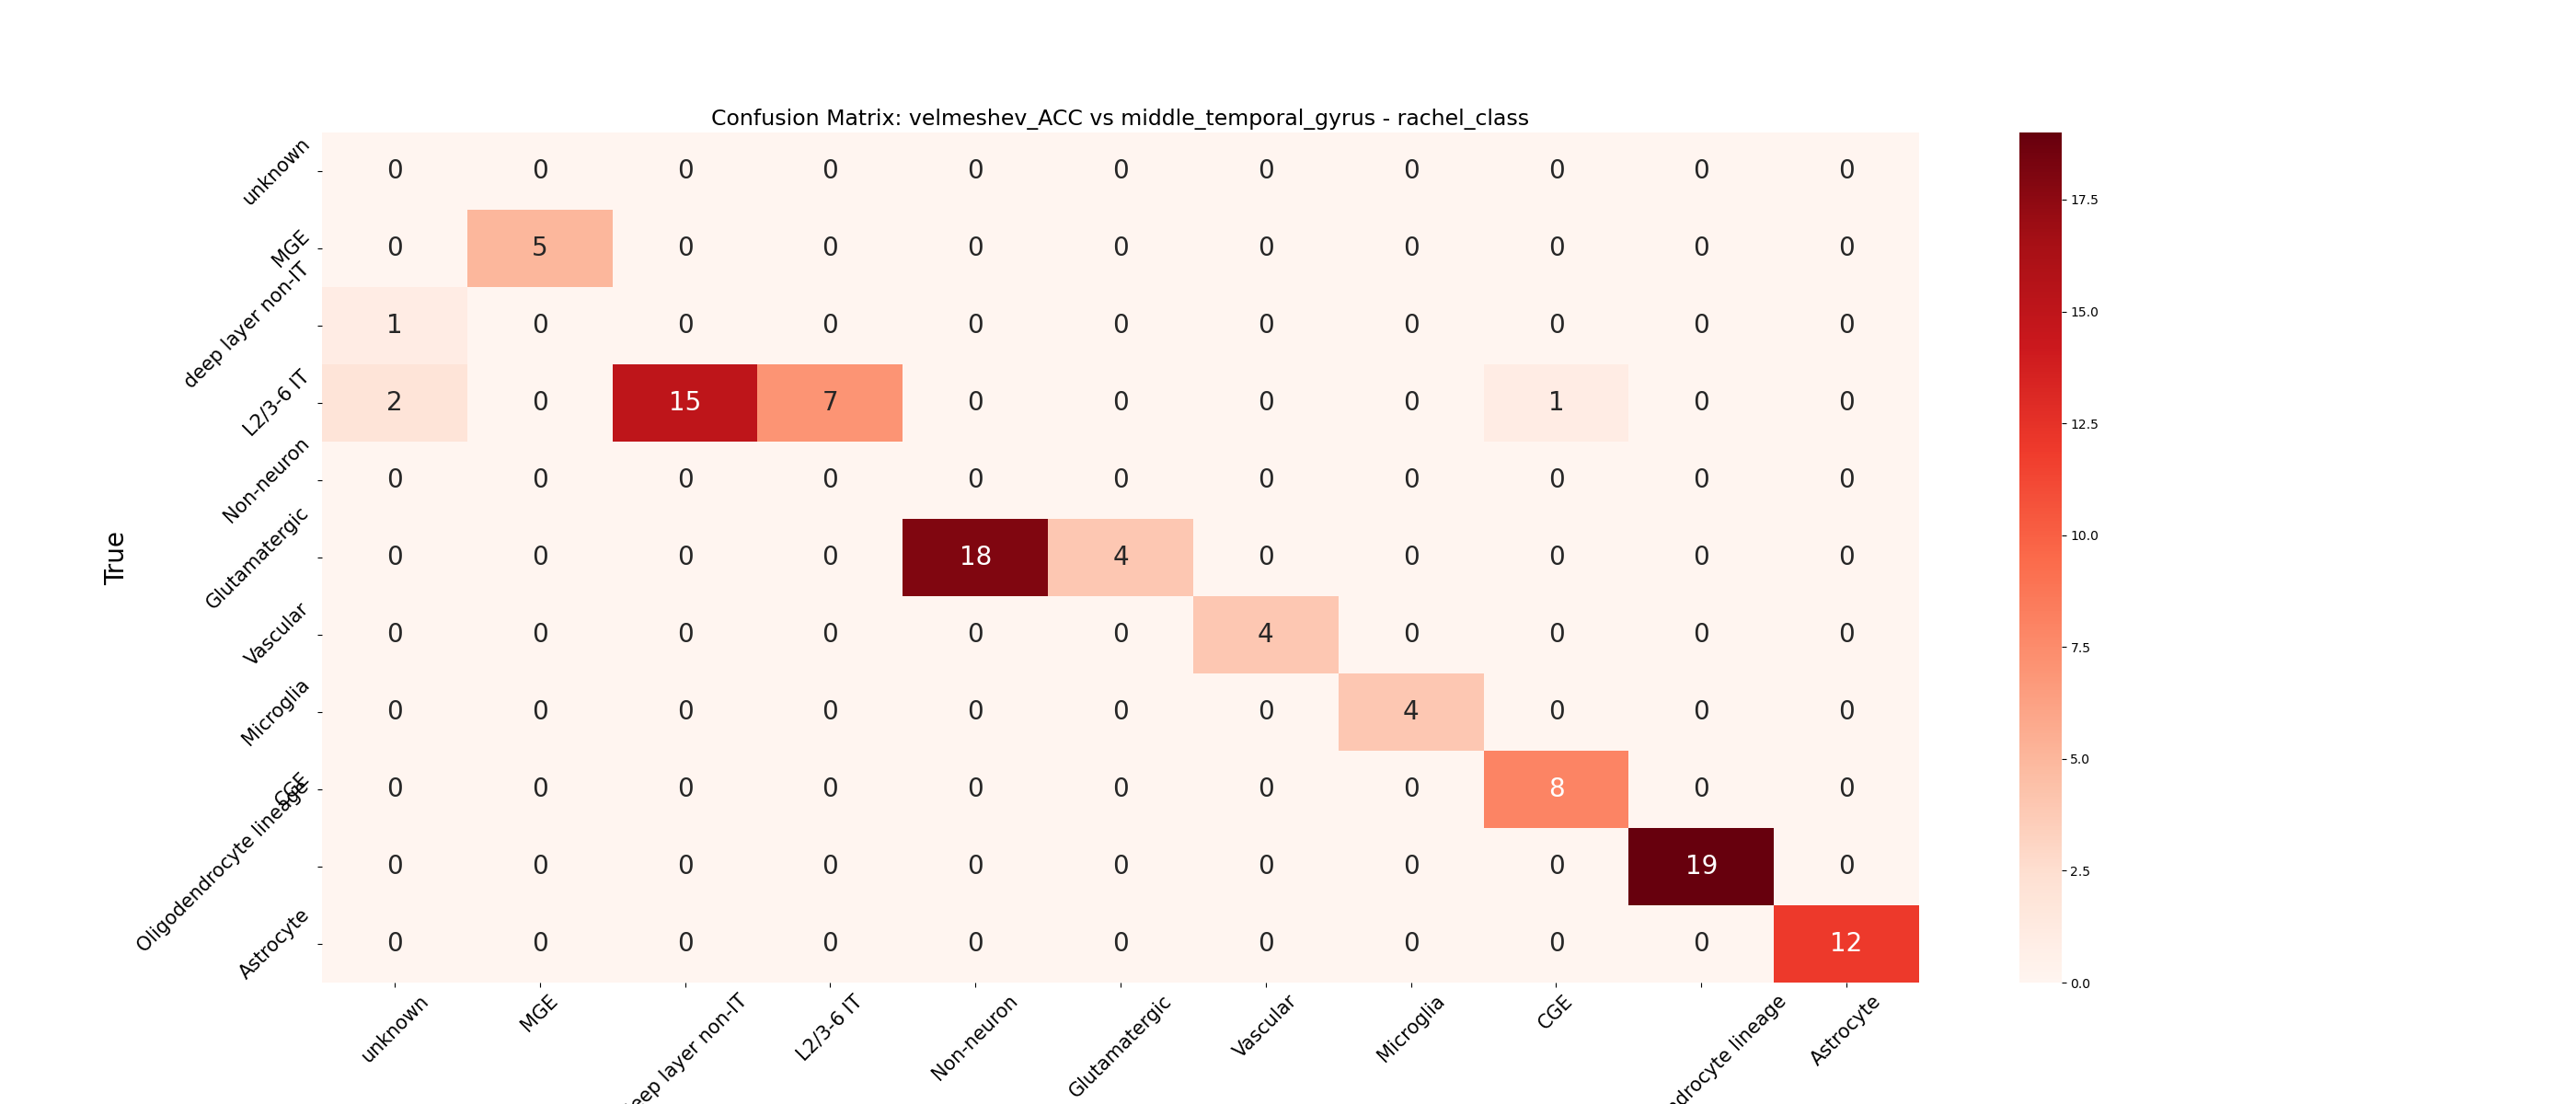 Confusion Matrix: velmeshev_ACC vs middle_temporal_gyrus - rachel_class
True
unknown 0 0 0 0 0 0 0 0 0 0 0
MGE 0 5 0 0 0 0 0 0 0 0 0
deep layer non-IT 1 0 0 0 0 0 0 0 0 0 0
L2/3-6 IT 2 0 15 7 0 0 0 0 1 0 0
Non-neuron 0 0 0 0 0 0 0 0 0 0 0
Glutamatergic 0 0 0 0 18 4 0 0 0 0 0
Vascular 0 0 0 0 0 0 4 0 0 0 0
Microglia 0 0 0 0 0 0 0 4 0 0 0
CGE 0 0 0 0 0 0 0 0 8 0 0
Oligodendrocyte lineage 0 0 0 0 0 0 0 0 0 19 0
Astrocyte 0 0 0 0 0 0 0 0 0 0 12
unknown MGE eep layer non-IT L2/3-6 IT Non-neuron Glutamatergic Vascular Microglia CGE drocyte lineage Astrocyte
17.5
15.0
12.5
10.0
7.5
5.0
2.5
0.0